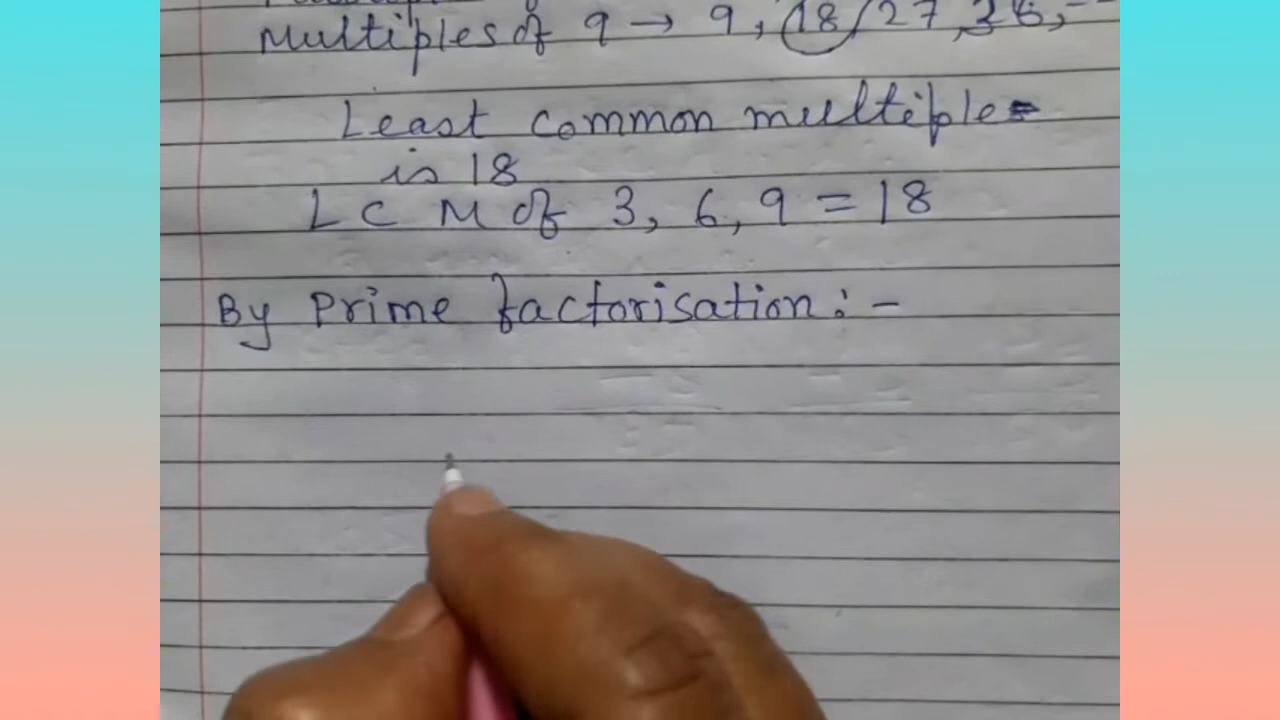 Multiples of 9 → 9, 18, 27, 36, --
Least common multiple
is 18
LCM of 3, 6, 9 = 18
By Prime factorisation : -